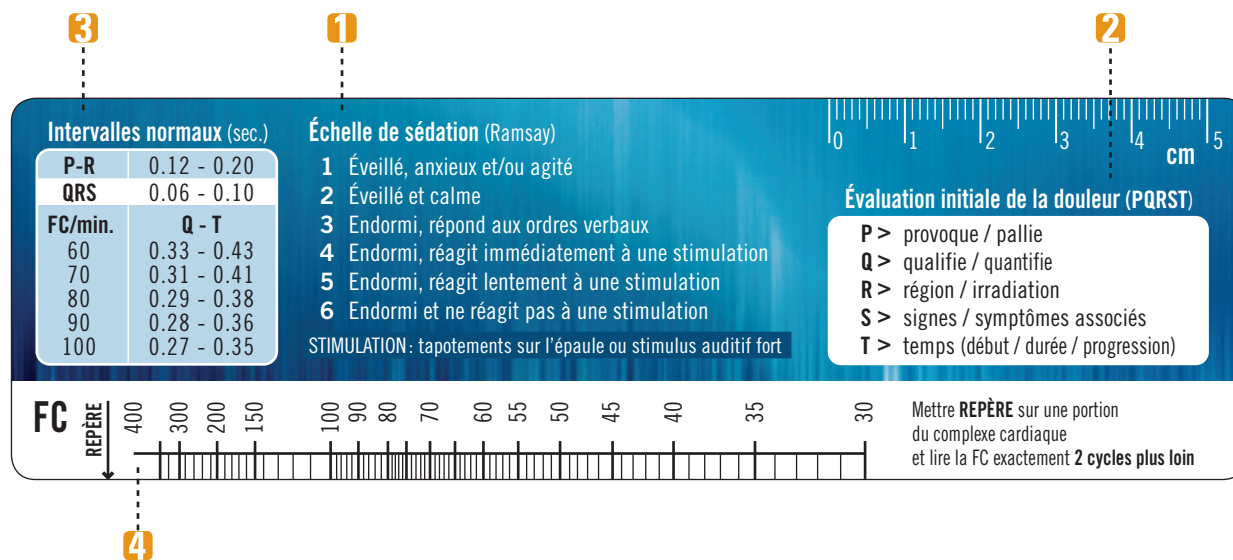 3
1
2
Intervalles normaux (sec.)
P-R 0.12 - 0.20
QRS 0.06 - 0.10
FC/min. Q - T
60 0.33 - 0.43
70 0.31 - 0.41
80 0.29 - 0.38
90 0.28 - 0.36
100 0.27 - 0.35
Échelle de sédation (Ramsay)
1 Éveillé, anxieux et/ou agité
2 Éveillé et calme
3 Endormi, répond aux ordres verbaux
4 Endormi, réagit immédiatement à une stimulation
5 Endormi, réagit lentement à une stimulation
6 Endormi et ne réagit pas à une stimulation
STIMULATION : tapotements sur l'épaule ou stimulus auditif fort
0 1 2 3 4 5
cm
Évaluation initiale de la douleur (PQRST)
P > provoque / pallie
Q > qualifie / quantifie
R > région / irradiation
S > signes / symptômes associés
T > temps (début / durée / progression)
FC
REPÈRE
400 300 200 150 100 90 80 70 60 55 50 45 40 35 30
Mettre REPÈRE sur une portion
du complexe cardiaque
et lire la FC exactement 2 cycles plus loin
4